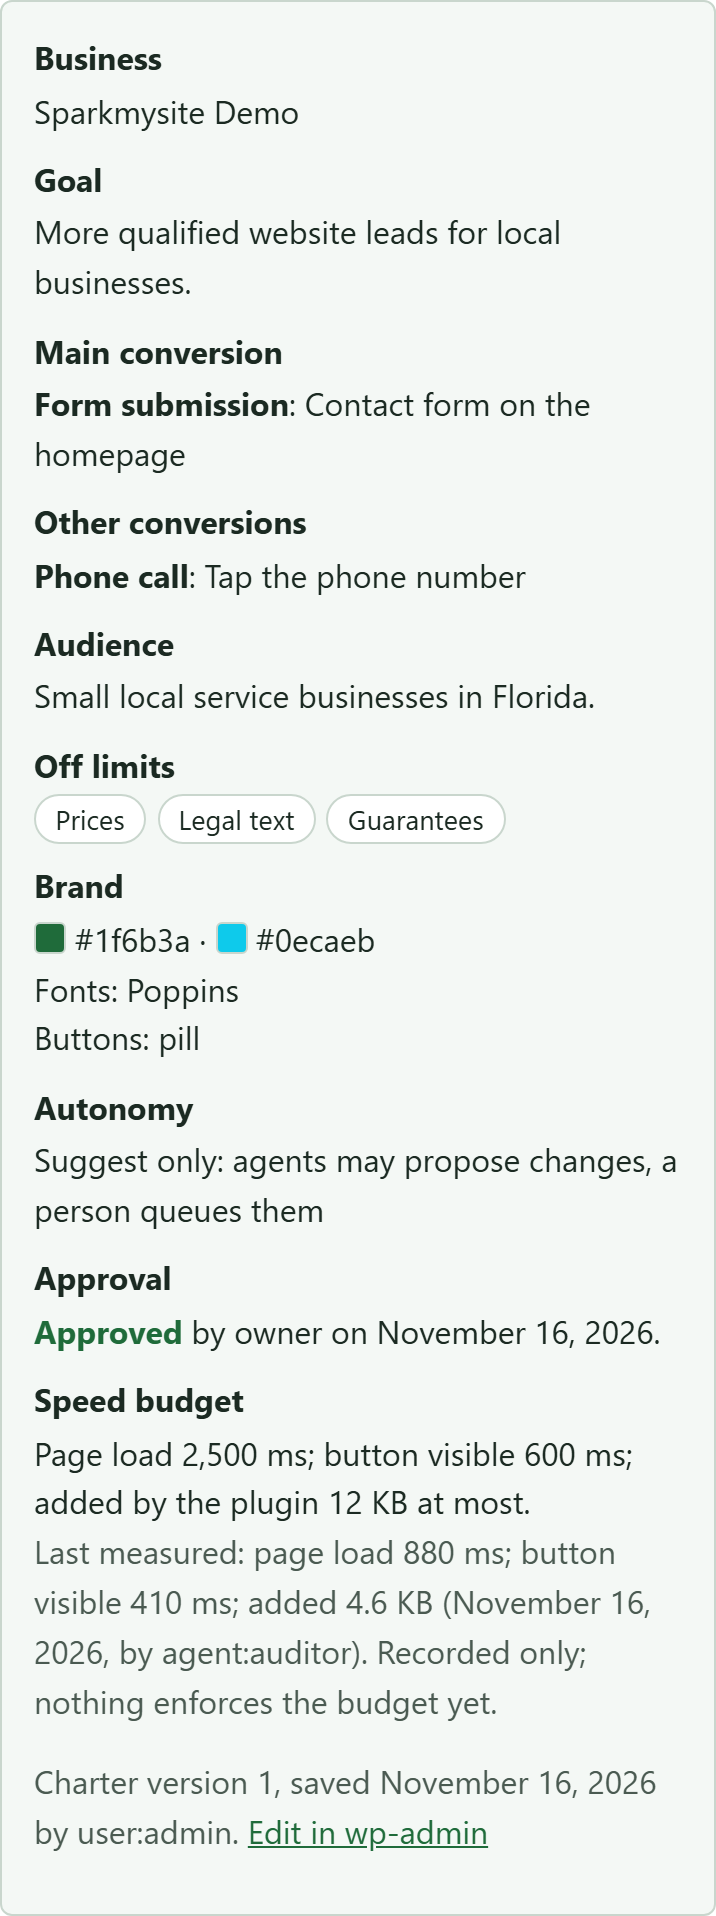 Business
Sparkmysite Demo
Goal
More qualified website leads for local
businesses.
Main conversion
Form submission: Contact form on the
homepage
Other conversions
Phone call: Tap the phone number
Audience
Small local service businesses in Florida.
Off limits
Prices Legal text Guarantees
Brand
#1f6b3a · #0ecaeb
Fonts: Poppins
Buttons: pill
Autonomy
Suggest only: agents may propose changes, a
person queues them
Approval
Approved by owner on November 16, 2026.
Speed budget
Page load 2,500 ms; button visible 600 ms;
added by the plugin 12 KB at most.
Last measured: page load 880 ms; button
visible 410 ms; added 4.6 KB (November 16,
2026, by agent:auditor). Recorded only;
nothing enforces the budget yet.
Charter version 1, saved November 16, 2026
by user:admin. Edit in wp-admin